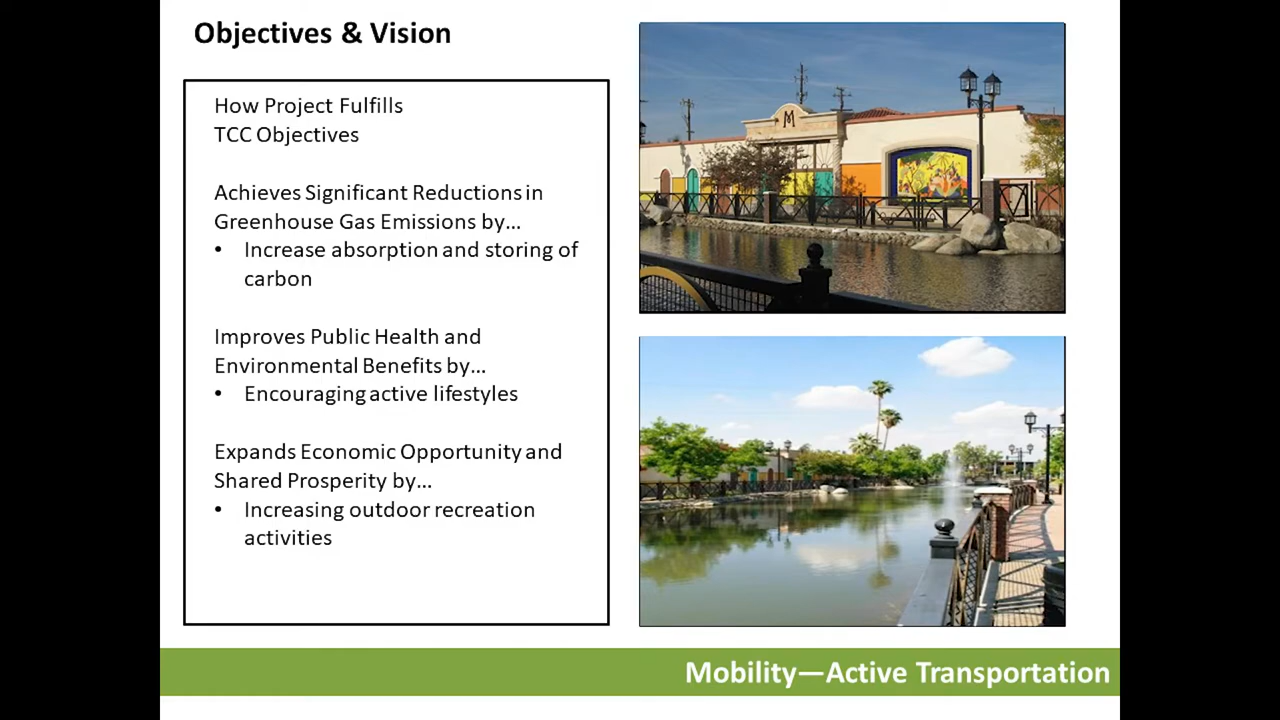 Objectives & Vision
How Project Fulfills
TCC Objectives
Achieves Significant Reductions in
Greenhouse Gas Emissions by...
• Increase absorption and storing of
carbon
Improves Public Health and
Environmental Benefits by...
• Encouraging active lifestyles
Expands Economic Opportunity and
Shared Prosperity by...
• Increasing outdoor recreation
activities
M
Mobility—Active Transportation